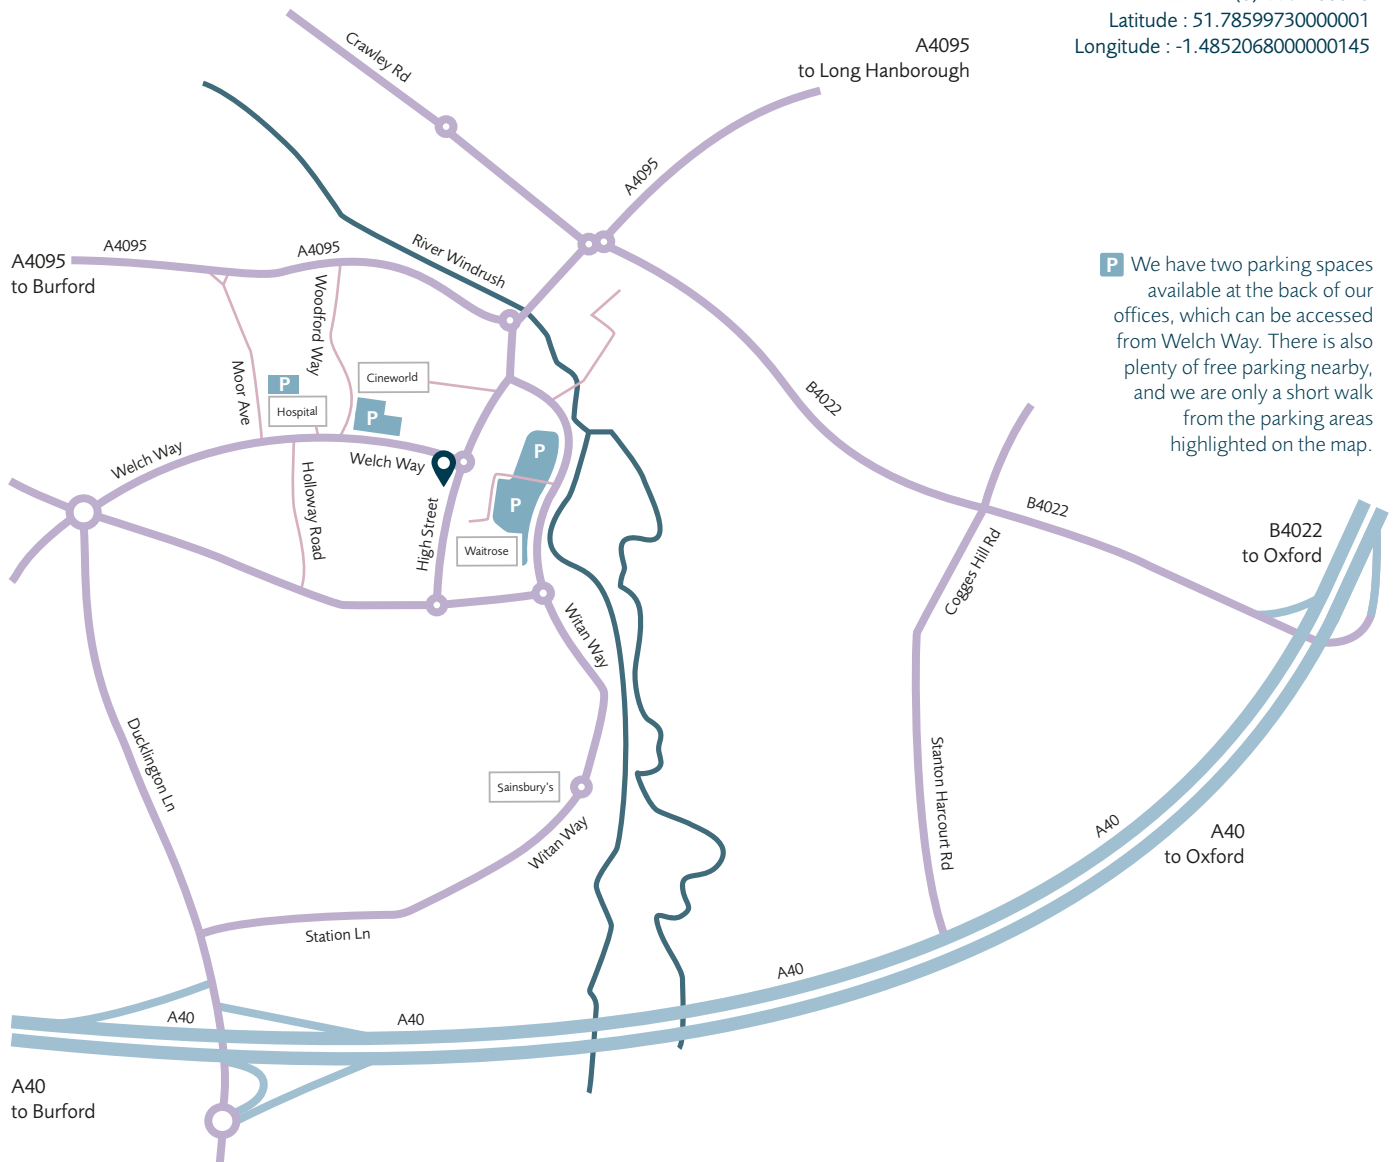 Latitude : 51.78599730000001
Longitude : -1.4852068000000145
Crawley Rd
A4095
to Long Hanborough
A4095
River Windrush
A4095
A4095
A4095
to Burford
P We have two parking spaces
available at the back of our
offices, which can be accessed
from Welch Way. There is also
plenty of free parking nearby,
and we are only a short walk
from the parking areas
highlighted on the map.
Woodford Way
Moor Ave
Cineworld
P
Hospital
P
B4022
Welch Way
Welch Way
P
P
Holloway Road
High Street
Waitrose
B4022
B4022
to Oxford
Cogges Hill Rd
Witan Way
Ducklington Ln
Sainsbury's
Witan Way
Stanton Harcourt Rd
A40
A40
to Oxford
Station Ln
A40
A40
A40
A40
to Burford